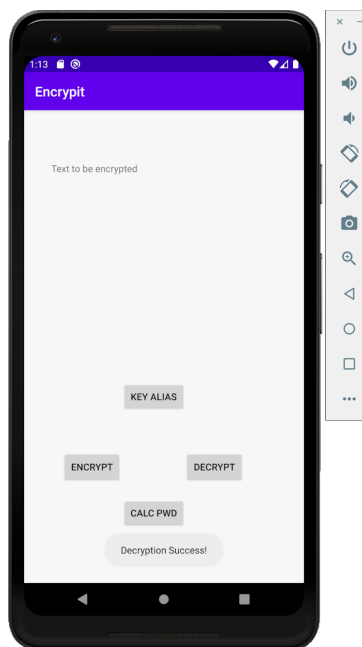 1:13
Encrypit
Text to be encrypted
KEY ALIAS
ENCRYPT DECRYPT
CALC PWD
Decryption Success!